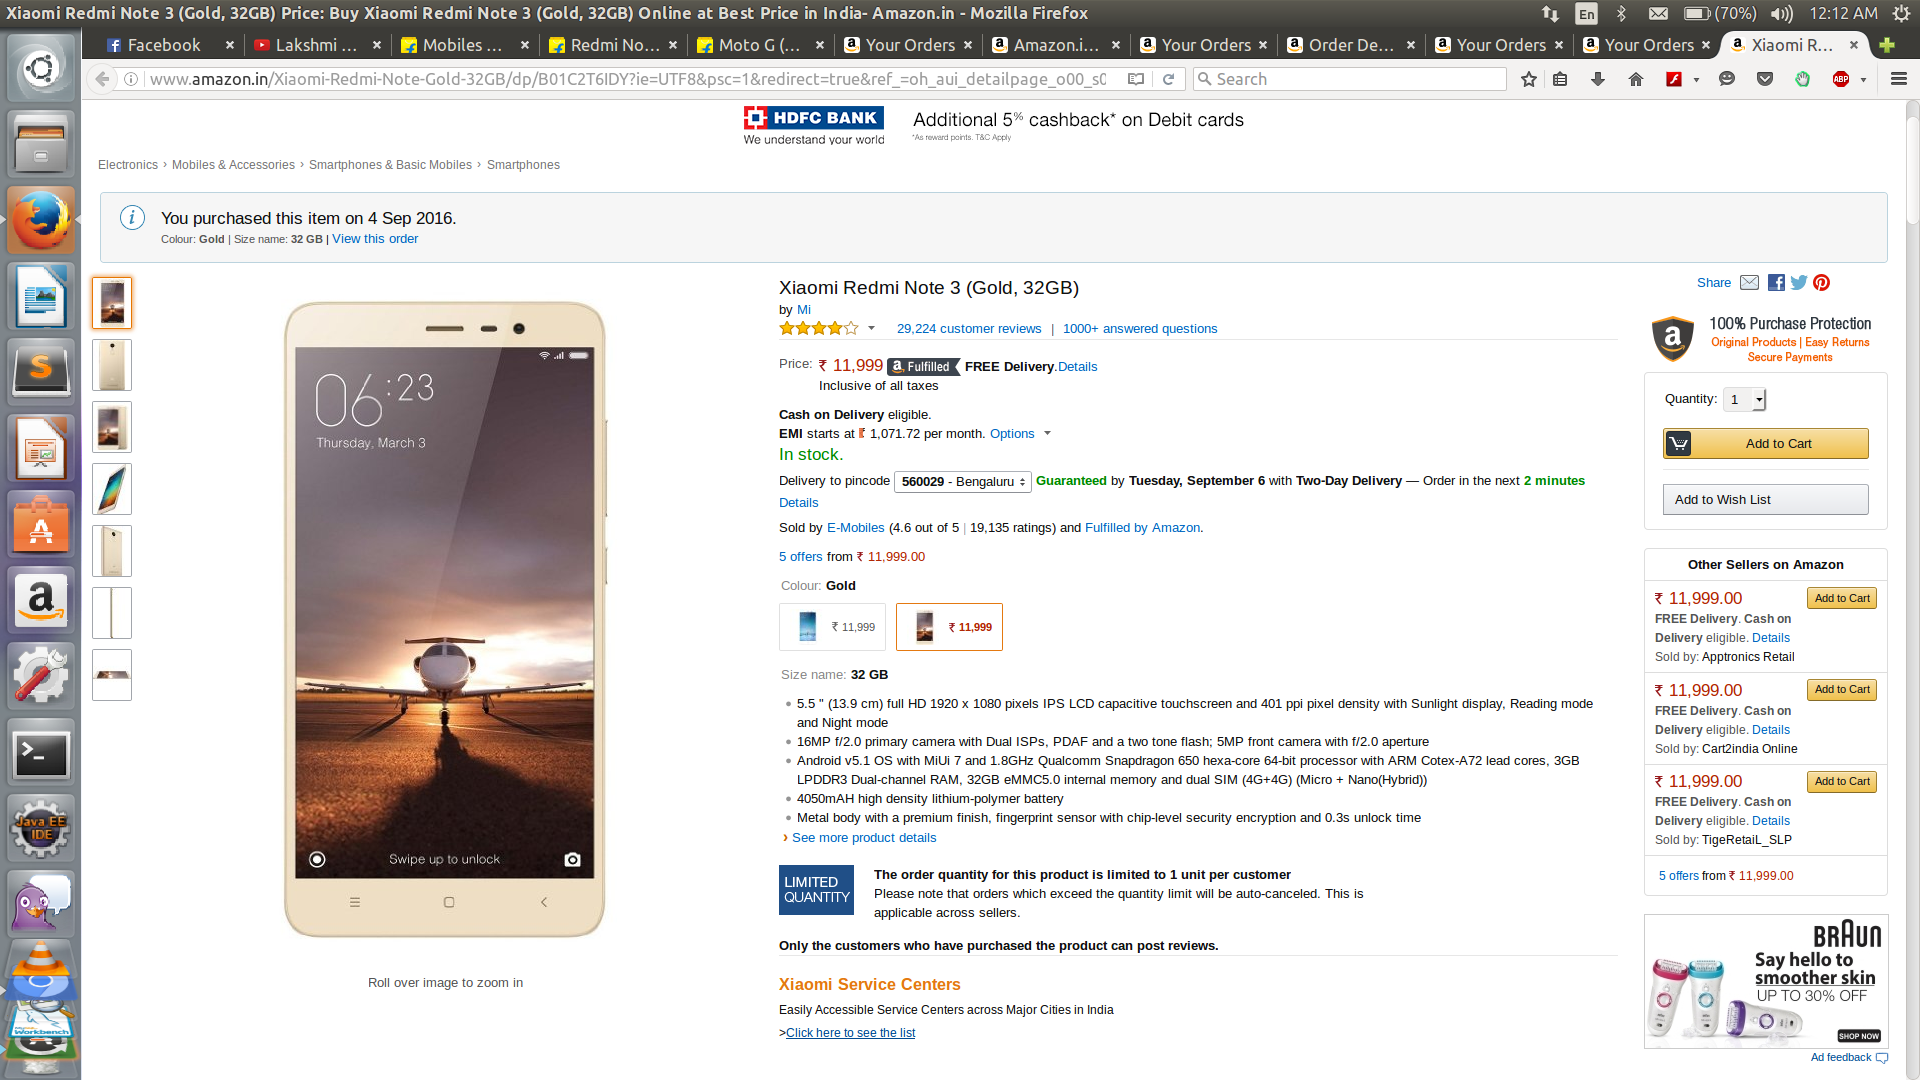 Xiaomi Redmi Note 3 (Gold, 32GB) Price: Buy Xiaomi Redmi Note 3 (Gold, 32GB) Online at Best Price in India- Amazon.in - Mozilla Firefox
En (70%) 12:12 AM
Facebook × Lakshmi ... × Mobiles ... × Redmi No... × Moto G (... × Your Orders × Amazon.i... × Your Orders × Order De... × Your Orders × Your Orders × Xiaomi R... ×
www.amazon.in/Xiaomi-Redmi-Note-Gold-32GB/dp/B01C2T6IDY?ie=UTF8&psc=1&redirect=true&ref_=oh_aui_detailpage_o00_s0
Search
ABP
HDFC BANK
We understand your world
Additional 5% cashback* on Debit cards
*As reward points. T&C Apply
Electronics › Mobiles & Accessories › Smartphones & Basic Mobiles › Smartphones
i
You purchased this item on 4 Sep 2016.
Colour: Gold | Size name: 32 GB | View this order
06:23
Thursday, March 3
Swipe up to unlock
Roll over image to zoom in
Xiaomi Redmi Note 3 (Gold, 32GB)
by Mi
29,224 customer reviews | 1000+ answered questions
Price: ₹ 11,999 a Fulfilled FREE Delivery.Details
Inclusive of all taxes
Cash on Delivery eligible.
EMI starts at ₹ 1,071.72 per month. Options
In stock.
Delivery to pincode 560029 - Bengaluru Guaranteed by Tuesday, September 6 with Two-Day Delivery — Order in the next 2 minutes
Details
Sold by E-Mobiles (4.6 out of 5 | 19,135 ratings) and Fulfilled by Amazon.
5 offers from ₹ 11,999.00
Colour: Gold
₹ 11,999
₹ 11,999
Size name: 32 GB
5.5 " (13.9 cm) full HD 1920 x 1080 pixels IPS LCD capacitive touchscreen and 401 ppi pixel density with Sunlight display, Reading mode
and Night mode
16MP f/2.0 primary camera with Dual ISPs, PDAF and a two tone flash; 5MP front camera with f/2.0 aperture
Android v5.1 OS with MiUi 7 and 1.8GHz Qualcomm Snapdragon 650 hexa-core 64-bit processor with ARM Cotex-A72 lead cores, 3GB
LPDDR3 Dual-channel RAM, 32GB eMMC5.0 internal memory and dual SIM (4G+4G) (Micro + Nano(Hybrid))
4050mAH high density lithium-polymer battery
Metal body with a premium finish, fingerprint sensor with chip-level security encryption and 0.3s unlock time
› See more product details
LIMITED
QUANTITY
The order quantity for this product is limited to 1 unit per customer
Please note that orders which exceed the quantity limit will be auto-canceled. This is
applicable across sellers.
Only the customers who have purchased the product can post reviews.
Xiaomi Service Centers
Easily Accessible Service Centers across Major Cities in India
>Click here to see the list
Share
a
100% Purchase Protection
Original Products | Easy Returns
Secure Payments
Quantity: 1
Add to Cart
Add to Wish List
Other Sellers on Amazon
₹ 11,999.00 Add to Cart
FREE Delivery. Cash on
Delivery eligible. Details
Sold by: Apptronics Retail
₹ 11,999.00 Add to Cart
FREE Delivery. Cash on
Delivery eligible. Details
Sold by: Cart2india Online
₹ 11,999.00 Add to Cart
FREE Delivery. Cash on
Delivery eligible. Details
Sold by: TigeRetaiL_SLP
5 offers from ₹ 11,999.00
BRAUN
Say hello to
smoother skin
UP TO 30% OFF
SHOP NOW
Ad feedback
S
A
a
Java EE
IDE
Workbench